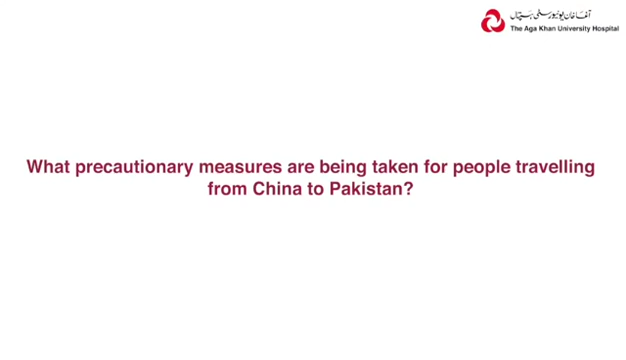 آغا خان یونیورسٹی ہسپتال
The Aga Khan University Hospital
What precautionary measures are being taken for people travelling
from China to Pakistan?